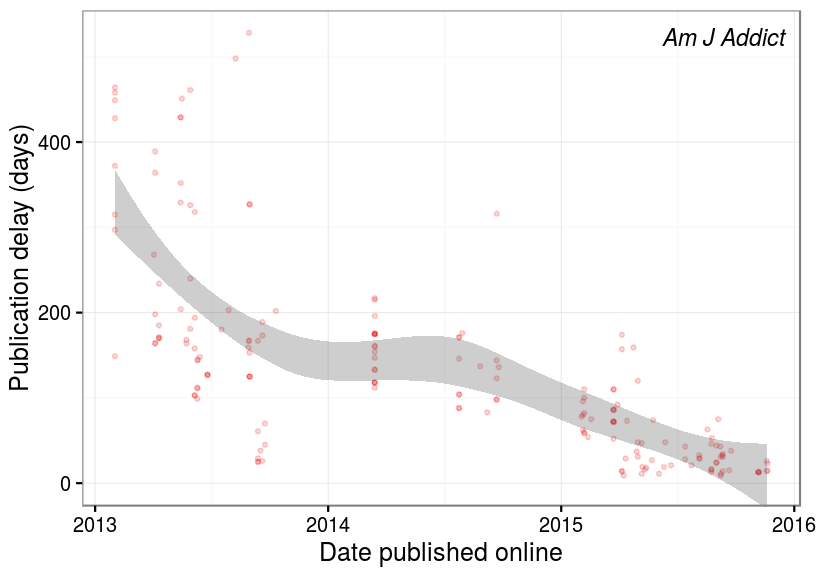 Am J Addict
Publication delay (days)
400
200
0
2013 2014 2015 2016
Date published online